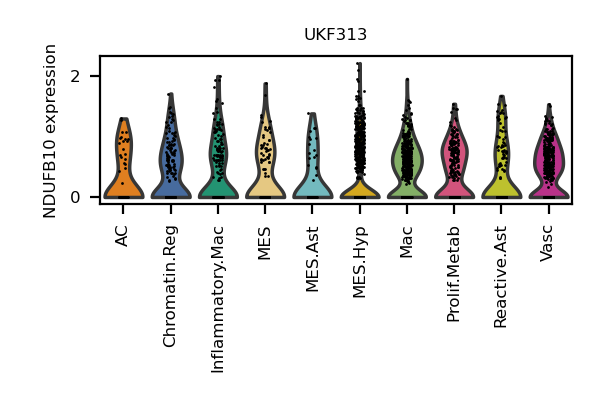 UKF313
NDUFB10 expression
2
0
AC
Chromatin.Reg
Inflammatory.Mac
MES
MES.Ast
MES.Hyp
Mac
Prolif.Metab
Reactive.Ast
Vasc